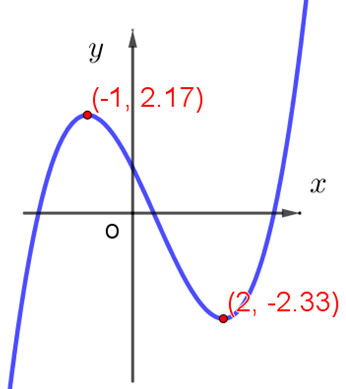 y
(-1, 2.17)
x
o
(2, -2.33)